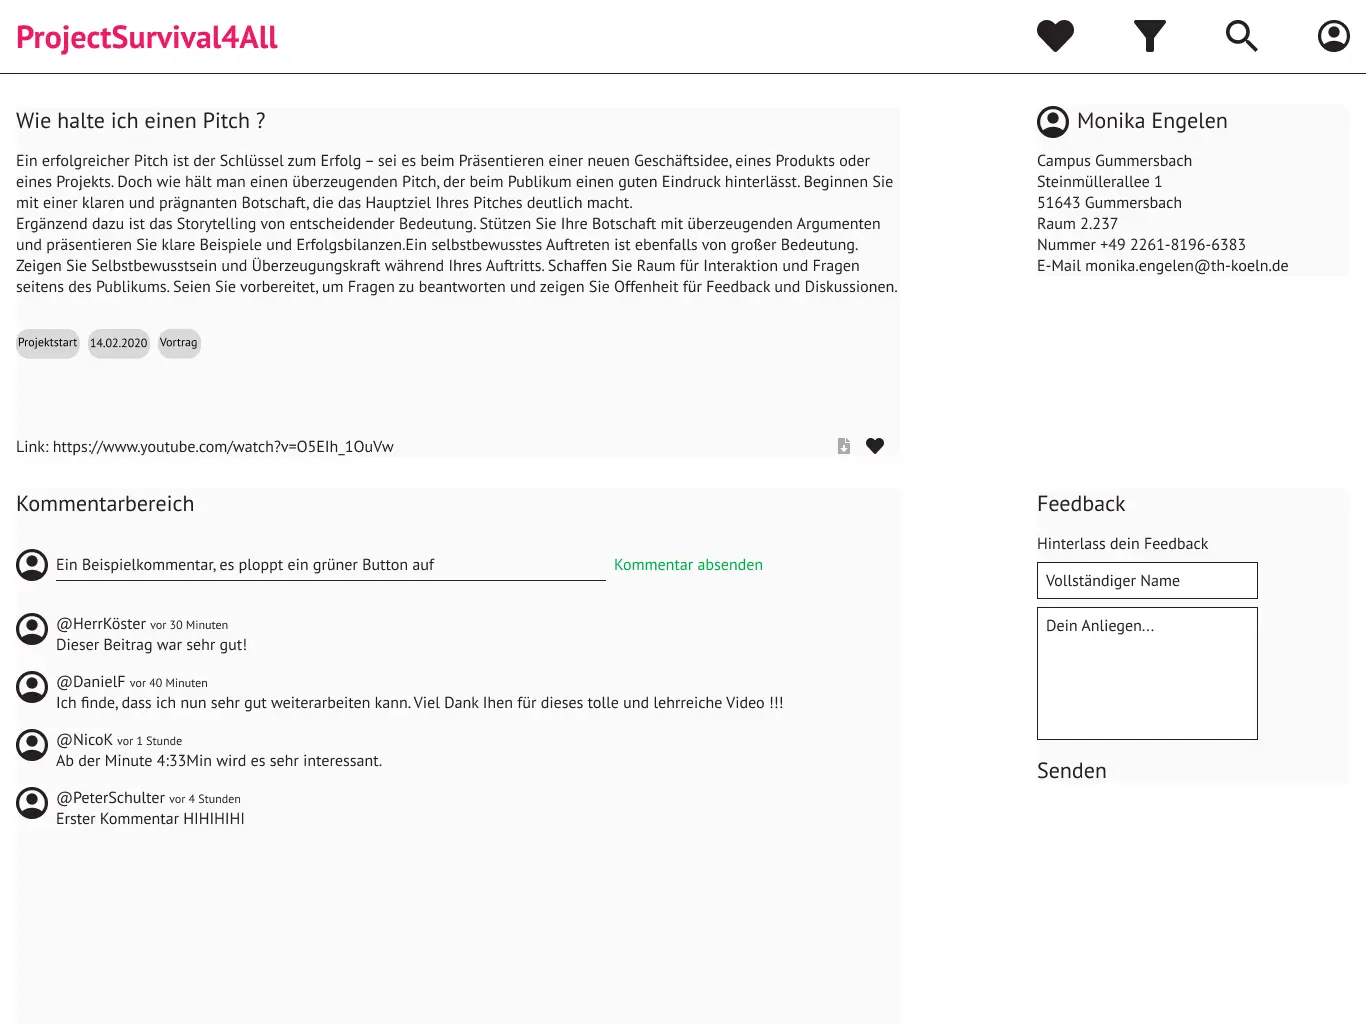 ProjectSurvival4All
Wie halte ich einen Pitch ?
Ein erfolgreicher Pitch ist der Schlüssel zum Erfolg – sei es beim Präsentieren einer neuen Geschäftsidee, eines Produkts oder
eines Projekts. Doch wie hält man einen überzeugenden Pitch, der beim Publikum einen guten Eindruck hinterlässt. Beginnen Sie
mit einer klaren und prägnanten Botschaft, die das Hauptziel Ihres Pitches deutlich macht.
Ergänzend dazu ist das Storytelling von entscheidender Bedeutung. Stützen Sie Ihre Botschaft mit überzeugenden Argumenten
und präsentieren Sie klare Beispiele und Erfolgsbilanzen.Ein selbstbewusstes Auftreten ist ebenfalls von großer Bedeutung.
Zeigen Sie Selbstbewusstsein und Überzeugungskraft während Ihres Auftritts. Schaffen Sie Raum für Interaktion und Fragen
seitens des Publikums. Seien Sie vorbereitet, um Fragen zu beantworten und zeigen Sie Offenheit für Feedback und Diskussionen.
Projektstart 14.02.2020 Vortrag
Link: https://www.youtube.com/watch?v=O5EIh_1OuVw
Monika Engelen
Campus Gummersbach
Steinmüllerallee 1
51643 Gummersbach
Raum 2.237
Nummer +49 2261-8196-6383
E-Mail monika.engelen@th-koeln.de
Kommentarbereich
Ein Beispielkommentar, es ploppt ein grüner Button auf Kommentar absenden
@HerrKöster vor 30 Minuten
Dieser Beitrag war sehr gut!
@DanielF vor 40 Minuten
Ich finde, dass ich nun sehr gut weiterarbeiten kann. Viel Dank Ihen für dieses tolle und lehrreiche Video !!!
@NicoK vor 1 Stunde
Ab der Minute 4:33Min wird es sehr interessant.
@PeterSchulter vor 4 Stunden
Erster Kommentar HIHIHIHI
Feedback
Hinterlass dein Feedback
Vollständiger Name
Dein Anliegen...
Senden